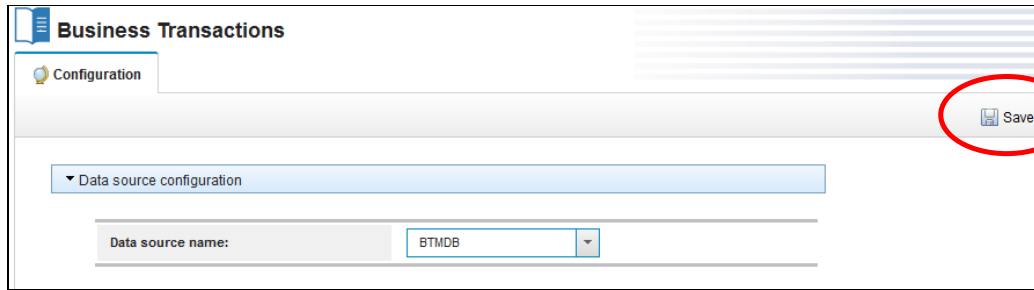 Business Transactions
Configuration
Save
Data source configuration
Data source name: BTMDB